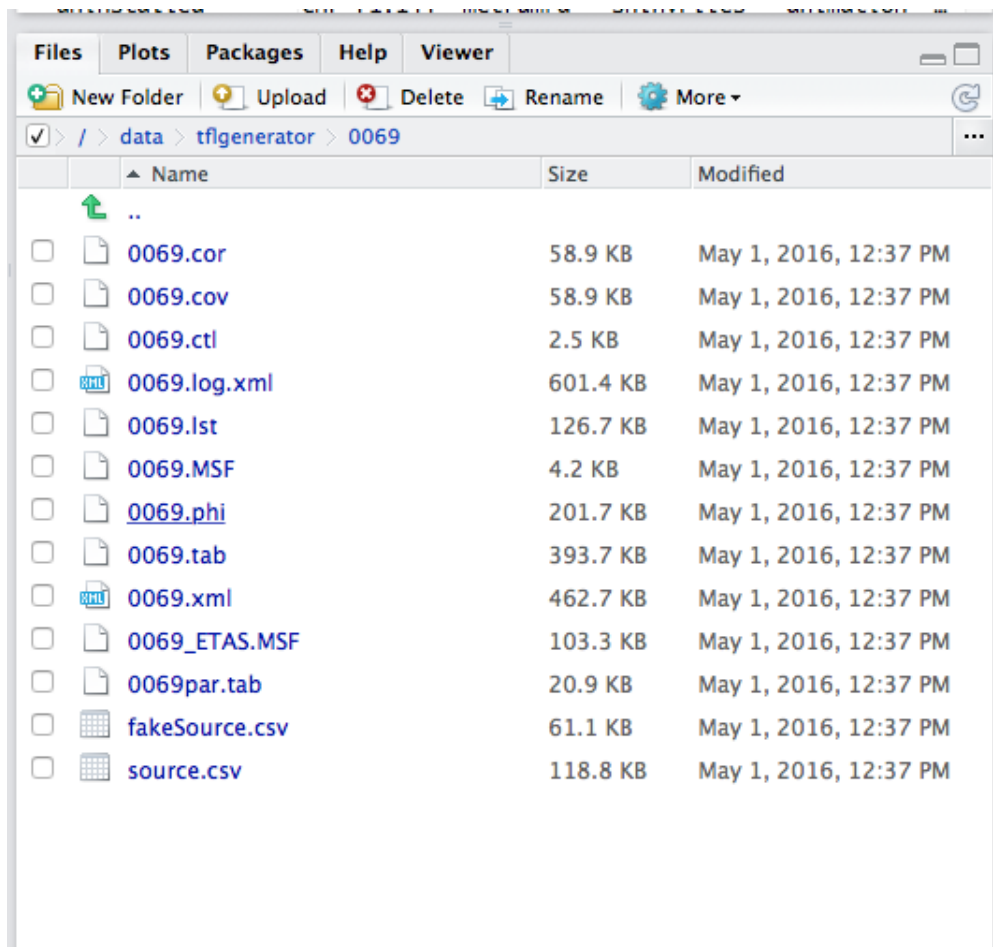 Files Plots Packages Help Viewer
New Folder Upload Delete Rename More
/ > data > tflgenerator > 0069 ...
Name Size Modified
..
0069.cor 58.9 KB May 1, 2016, 12:37 PM
0069.cov 58.9 KB May 1, 2016, 12:37 PM
0069.ctl 2.5 KB May 1, 2016, 12:37 PM
0069.log.xml 601.4 KB May 1, 2016, 12:37 PM
0069.lst 126.7 KB May 1, 2016, 12:37 PM
0069.MSF 4.2 KB May 1, 2016, 12:37 PM
0069.phi 201.7 KB May 1, 2016, 12:37 PM
0069.tab 393.7 KB May 1, 2016, 12:37 PM
0069.xml 462.7 KB May 1, 2016, 12:37 PM
0069_ETAS.MSF 103.3 KB May 1, 2016, 12:37 PM
0069par.tab 20.9 KB May 1, 2016, 12:37 PM
fakeSource.csv 61.1 KB May 1, 2016, 12:37 PM
source.csv 118.8 KB May 1, 2016, 12:37 PM